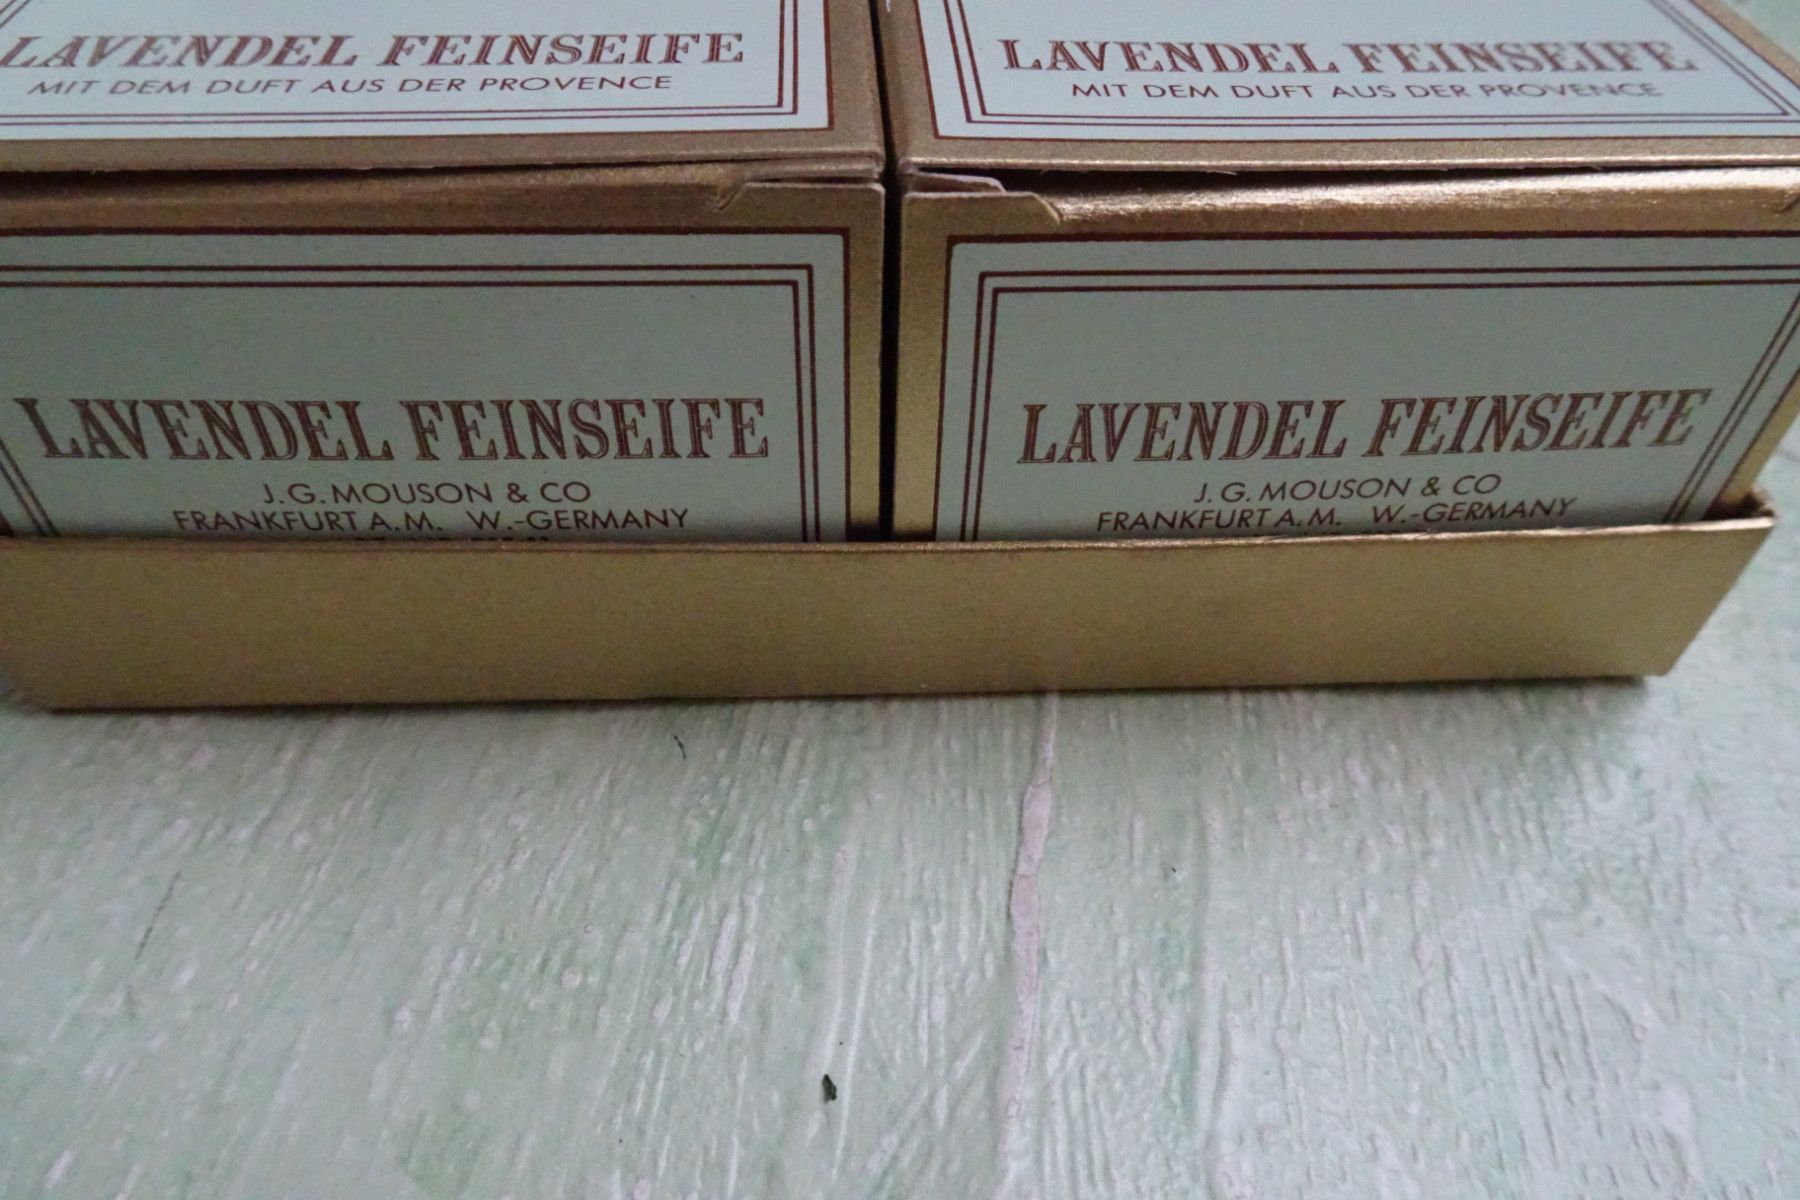 LAVENDEL FEINSEIFE
MIT DEM DUFT AUS DER PROVENCE
LAVENDEL FEINSEIFE
MIT DEM DUFT AUS DER PROVENCE
LAVENDEL FEINSEIFE
J.G. MOUSON & CO
FRANKFURT A.M. W.-GERMANY
LAVENDEL FEINSEIFE
J.G. MOUSON & CO
FRANKFURT A.M. W.-GERMANY